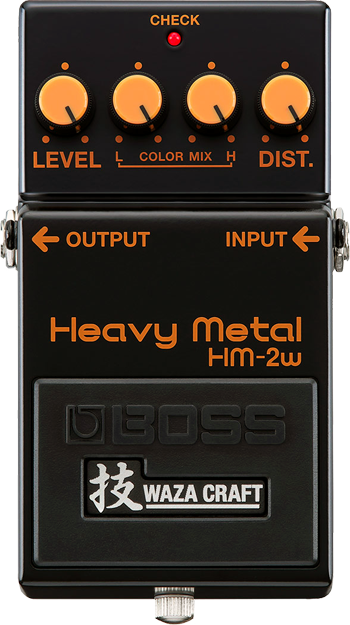 CHECK
LEVEL L COLOR MIX H DIST.
OUTPUT INPUT
Heavy Metal
HM-2w
BOSS
技 WAZA CRAFT